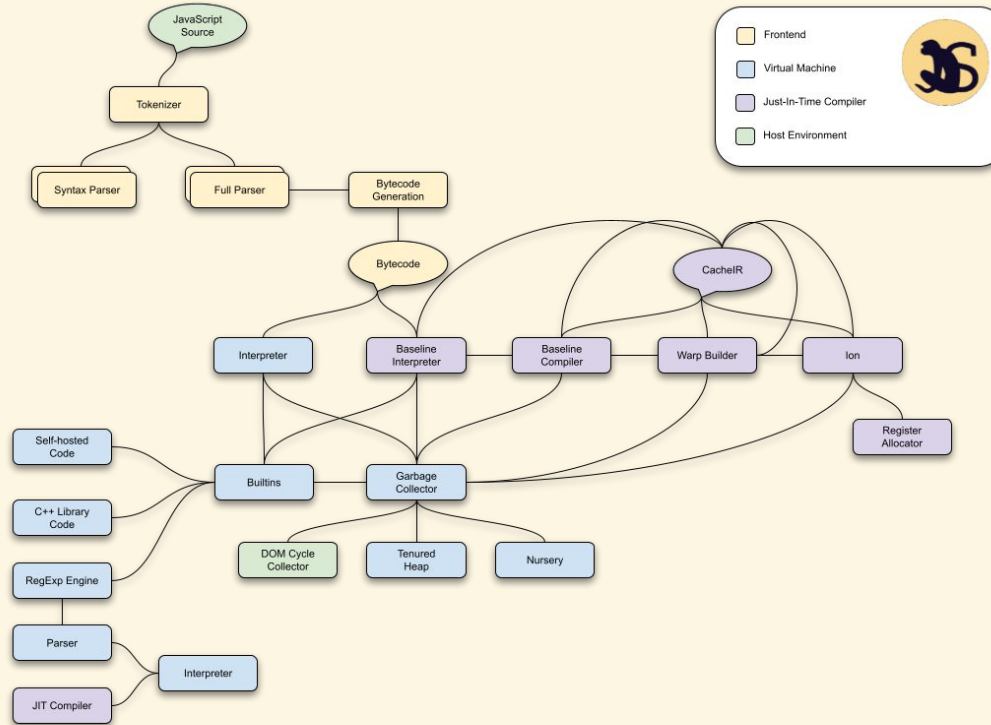 JavaScript
Source
Frontend
Virtual Machine
Just-In-Time Compiler
Host Environment
Tokenizer
Syntax Parser
Full Parser
Bytecode
Generation
Bytecode
CacheIR
Interpreter
Baseline
Interpreter
Baseline
Compiler
Warp Builder
Ion
Register
Allocator
Self-hosted
Code
Builtins
Garbage
Collector
C++ Library
Code
DOM Cycle
Collector
Tenured
Heap
Nursery
RegExp Engine
Parser
Interpreter
JIT Compiler